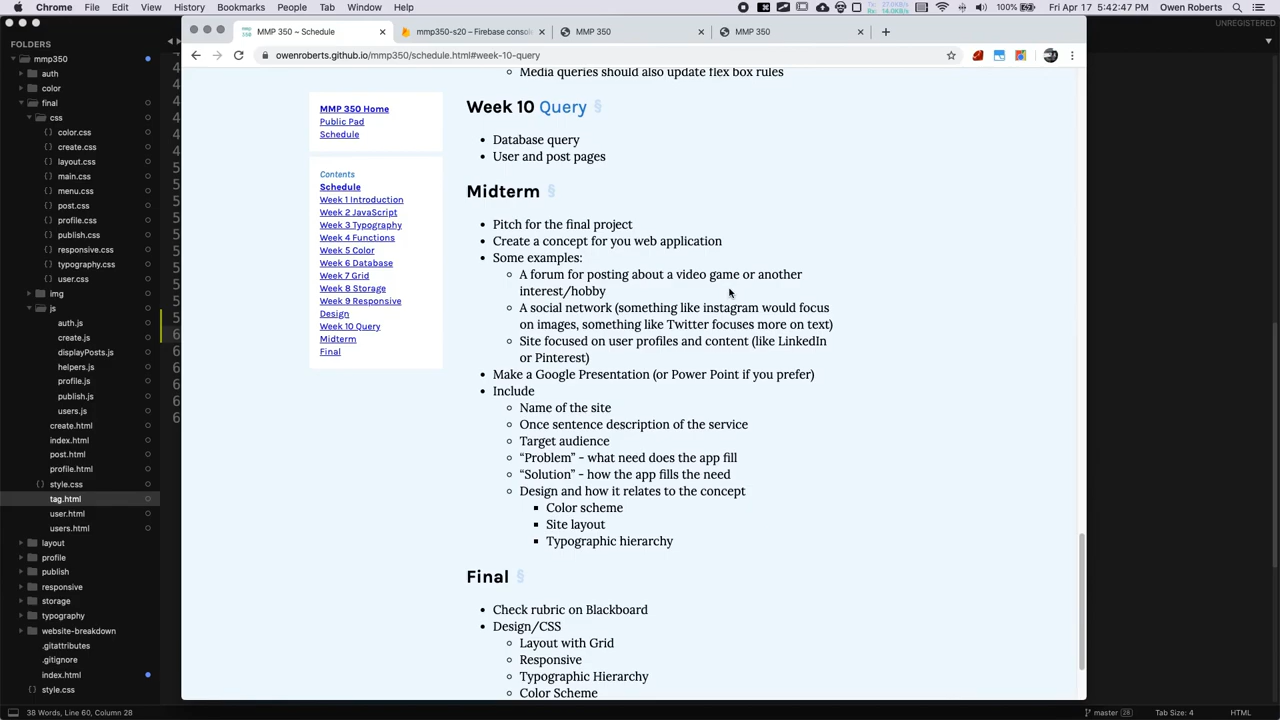 Chrome File Edit View History Bookmarks People Tab Window Help
100% Owen Roberts Fri Apr 17 5:42:47 PM
UNREGISTERED
FOLDERS
mmp350
auth
color
final
css
color.css
create.css
layout.css
main.css
menu.css
post.css
profile.css
publish.css
responsive.css
typography.css
user.css
img
js
auth.js
create.js
displayPosts.js
helpers.js
profile.js
publish.js
users.js
create.html
index.html
post.html
profile.html
style.css
tag.html
user.html
users.html
layout
profile
publish
responsive
storage
typography
website-breakdown
.gitattributes
.gitignore
index.html
style.css
MMP 350 ~ Schedule
mmp350-s20 – Firebase consol
MMP 350
MMP 350
owenroberts.github.io/mmp350/schedule.html#week-10-query
MMP 350 Home
Public Pad
Schedule
Contents
Schedule
Week 1 Introduction
Week 2 JavaScript
Week 3 Typography
Week 4 Functions
Week 5 Color
Week 6 Database
Week 7 Grid
Week 8 Storage
Week 9 Responsive
Design
Week 10 Query
Midterm
Final
Media queries should also update flex box rules
Week 10 Query §
Database query
User and post pages
Midterm §
Pitch for the final project
Create a concept for you web application
Some examples:
A forum for posting about a video game or another
interest/hobby
A social network (something like instagram would focus
on images, something like Twitter focuses more on text)
Site focused on user profiles and content (like LinkedIn
or Pinterest)
Make a Google Presentation (or Power Point if you prefer)
Include
Name of the site
Once sentence description of the service
Target audience
“Problem” - what need does the app fill
“Solution” - how the app fills the need
Design and how it relates to the concept
Color scheme
Site layout
Typographic hierarchy
Final §
Check rubric on Blackboard
Design/CSS
Layout with Grid
Responsive
Typographic Hierarchy
Color Scheme
38 Words, Line 60, Column 28
master 28 Tab Size: 4 HTML